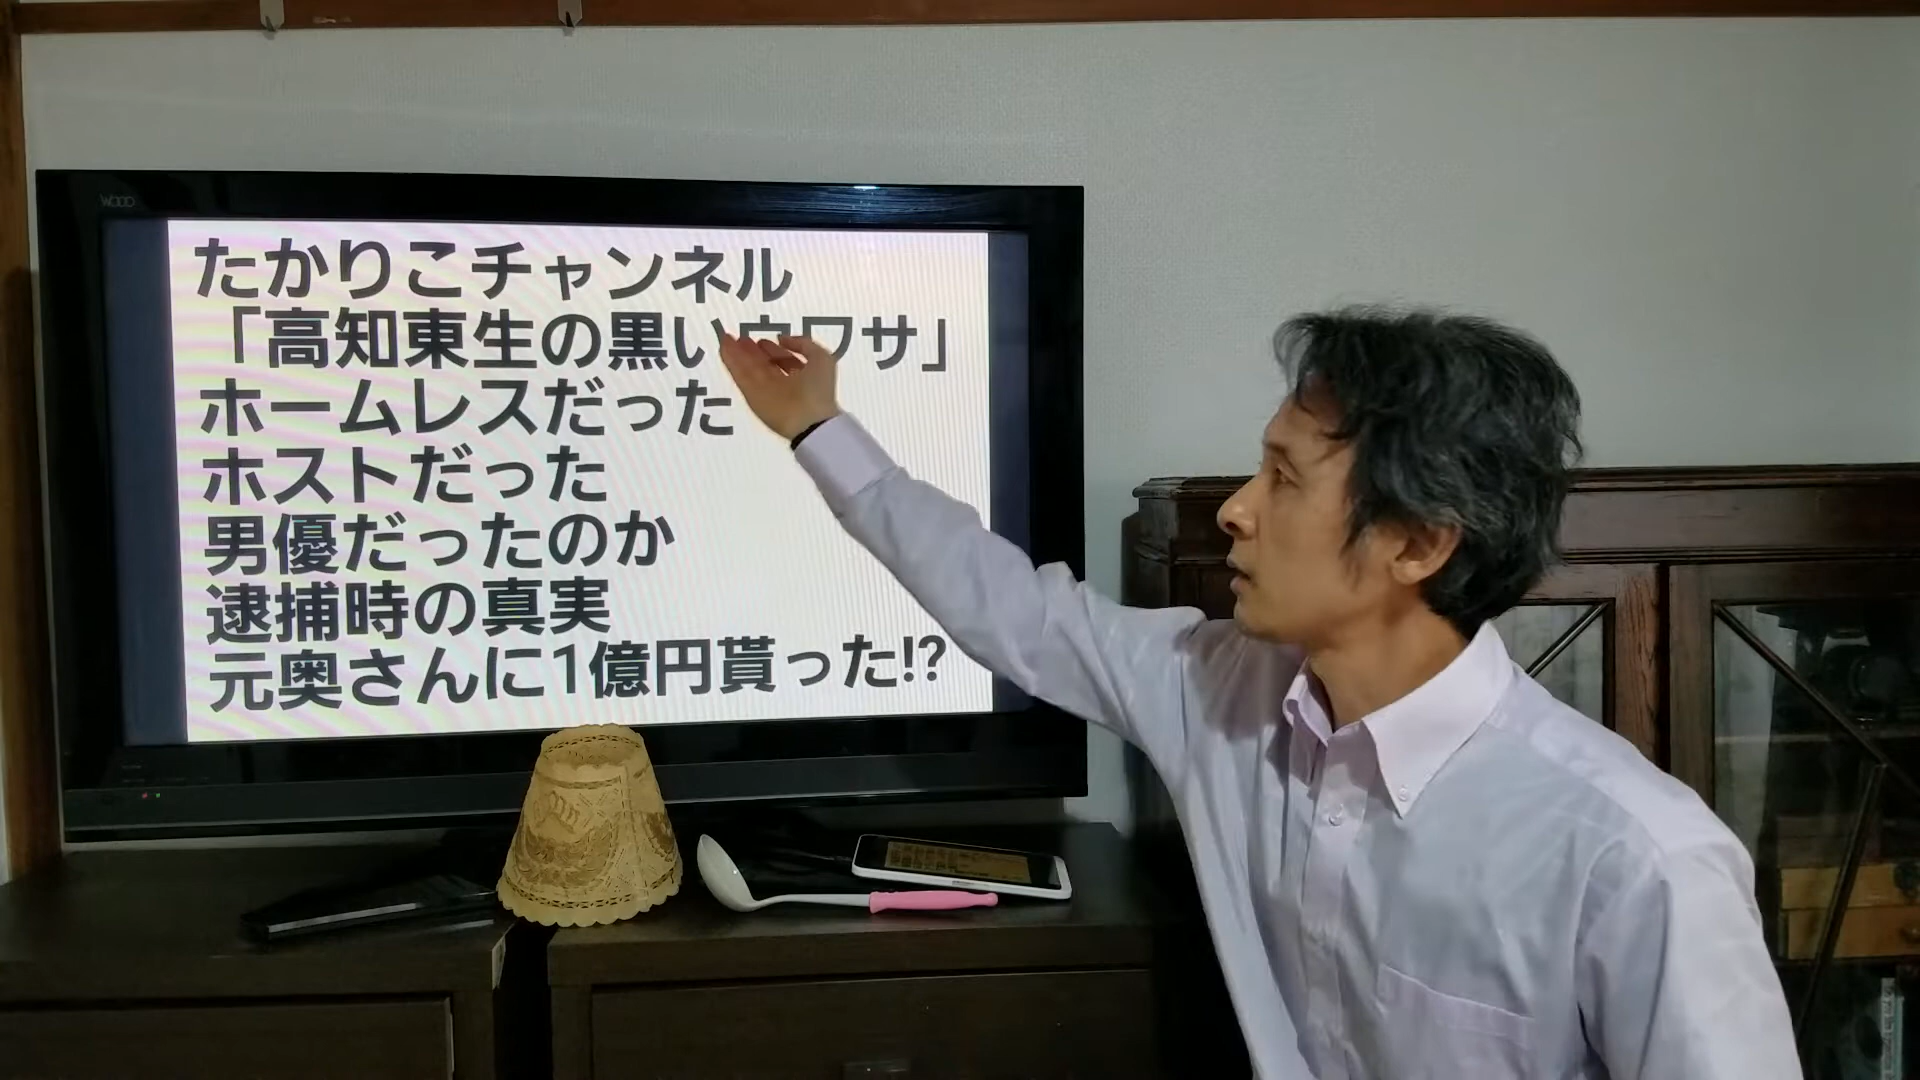 Wooo
たかりこチャンネル
「高知東生の黒いウワサ」
ホームレスだった
ホストだった
男優だったのか
逮捕時の真実
元奥さんに1億円貰った!?